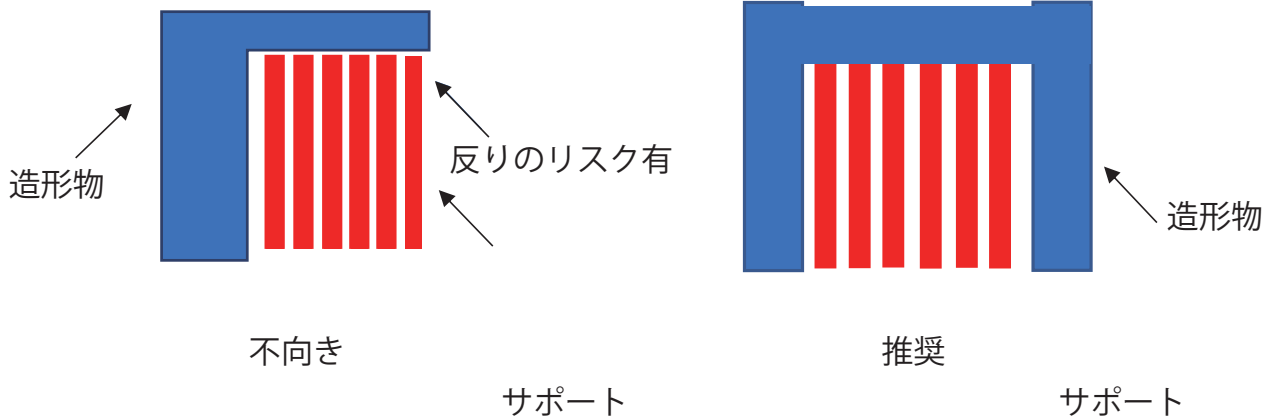 反りのリスク有
造形物
造形物
不向き
推奨
サポート
サポート